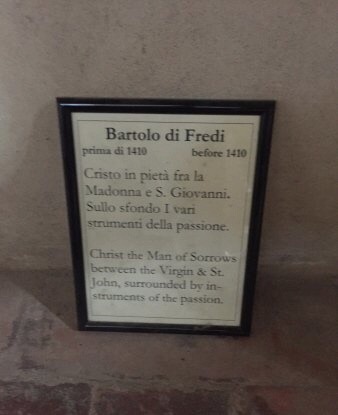 Bartolo di Fredi
prima di 1410 before 1410
Cristo in pietà fra la
Madonna e S. Giovanni.
Sullo sfondo I vari
strumenti della passione.
Christ the Man of Sorrows
between the Virgin & St.
John, surrounded by in-
struments of the passion.